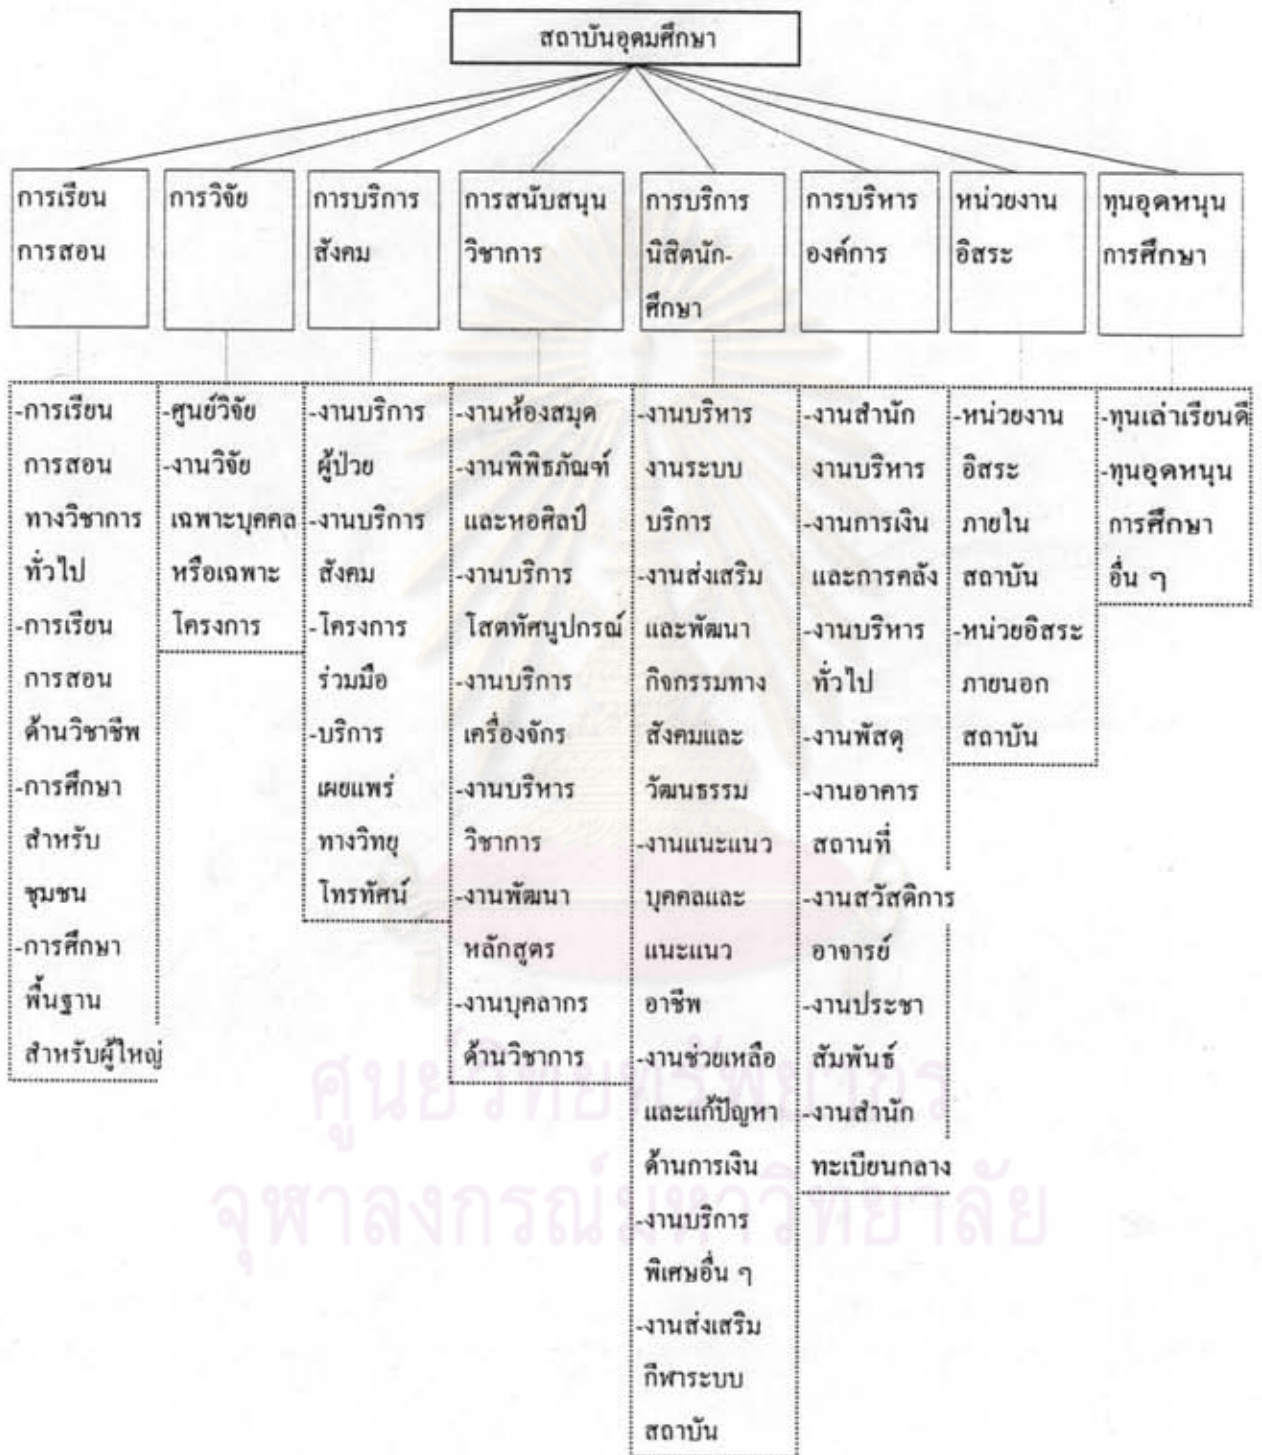 สถาบันอุดมศึกษา
การเรียน
การสอน
การวิจัย
การบริการ
สังคม
การสนับสนุน
วิชาการ
การบริการ
นิสิตนัก-
ศึกษา
การบริหาร
องค์การ
หน่วยงาน
อิสระ
ทุนอุดหนุน
การศึกษา
-การเรียน
การสอน
ทางวิชาการ
ทั่วไป
-การเรียน
การสอน
ด้านวิชาชีพ
-การศึกษา
สำหรับ
ชุมชน
-การศึกษา
พื้นฐาน
สำหรับผู้ใหญ่
-ศูนย์วิจัย
-งานวิจัย
เฉพาะบุคคล
หรือเฉพาะ
โครงการ
-งานบริการ
ผู้ป่วย
-งานบริการ
สังคม
-โครงการ
ร่วมมือ
-บริการ
เผยแพร่
ทางวิทยุ
โทรทัศน์
-งานห้องสมุด
-งานพิพิธภัณฑ์
และหอศิลป์
-งานบริการ
โสตทัศนูปกรณ์
-งานบริการ
เครื่องจักร
-งานบริหาร
วิชาการ
-งานพัฒนา
หลักสูตร
-งานบุคลากร
ด้านวิชาการ
-งานบริหาร
งานระบบ
บริการ
-งานส่งเสริม
และพัฒนา
กิจกรรมทาง
สังคมและ
วัฒนธรรม
-งานแนะแนว
บุคคลและ
แนะแนว
อาชีพ
-งานช่วยเหลือ
และแก้ปัญหา
ด้านการเงิน
-งานบริการ
พิเศษอื่น ๆ
-งานส่งเสริม
กีฬาระบบ
สถาบัน
-งานสำนัก
งานบริหาร
-งานการเงิน
และการคลัง
-งานบริหาร
ทั่วไป
-งานพัสดุ
-งานอาคาร
สถานที่
-งานสวัสดิการ
อาจารย์
-งานประชา
สัมพันธ์
-งานสำนัก
ทะเบียนกลาง
-หน่วยงาน
อิสระ
ภายใน
สถาบัน
-หน่วยอิสระ
ภายนอก
สถาบัน
-ทุนเล่าเรียนดี
-ทุนอุดหนุน
การศึกษา
อื่น ๆ
ศูนย์วิทยทรัพยากร
จุฬาลงกรณ์มหาวิทยาลัย